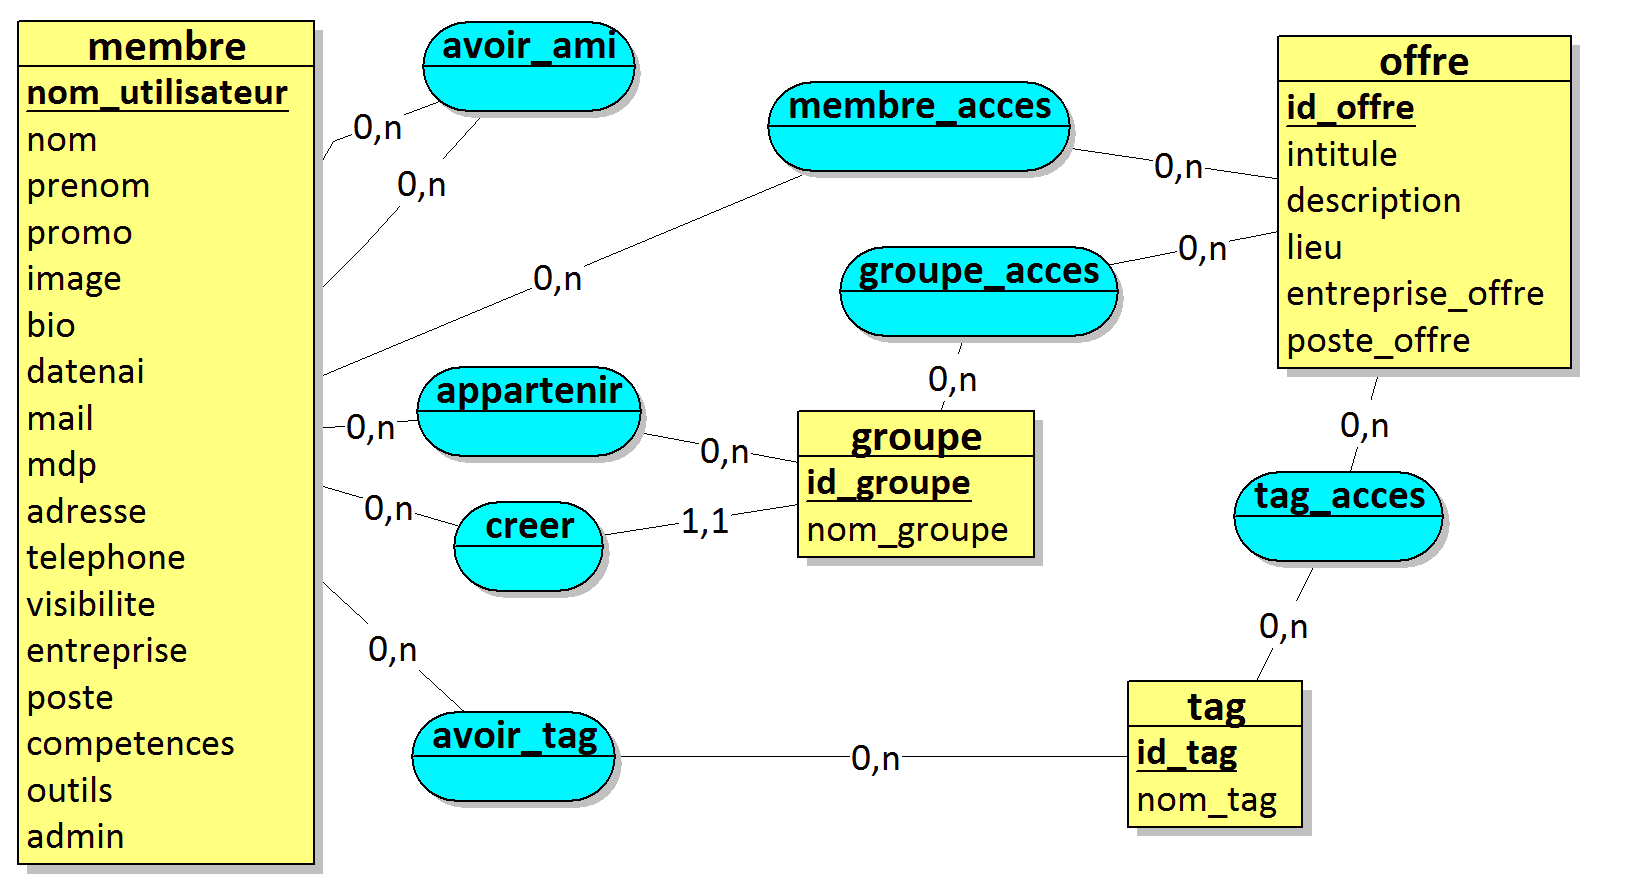 membre
nom_utilisateur
nom
prenom
promo
image
bio
datenai
mail
mdp
adresse
telephone
visibilite
entreprise
poste
competences
outils
admin
avoir_ami
0,n
0,n
membre_acces
0,n
0,n
groupe_acces
0,n
0,n
appartenir
0,n
0,n
creer
0,n
1,1
groupe
id_groupe
nom_groupe
offre
id_offre
intitule
description
lieu
entreprise_offre
poste_offre
0,n
tag_acces
0,n
avoir_tag
0,n
0,n
tag
id_tag
nom_tag